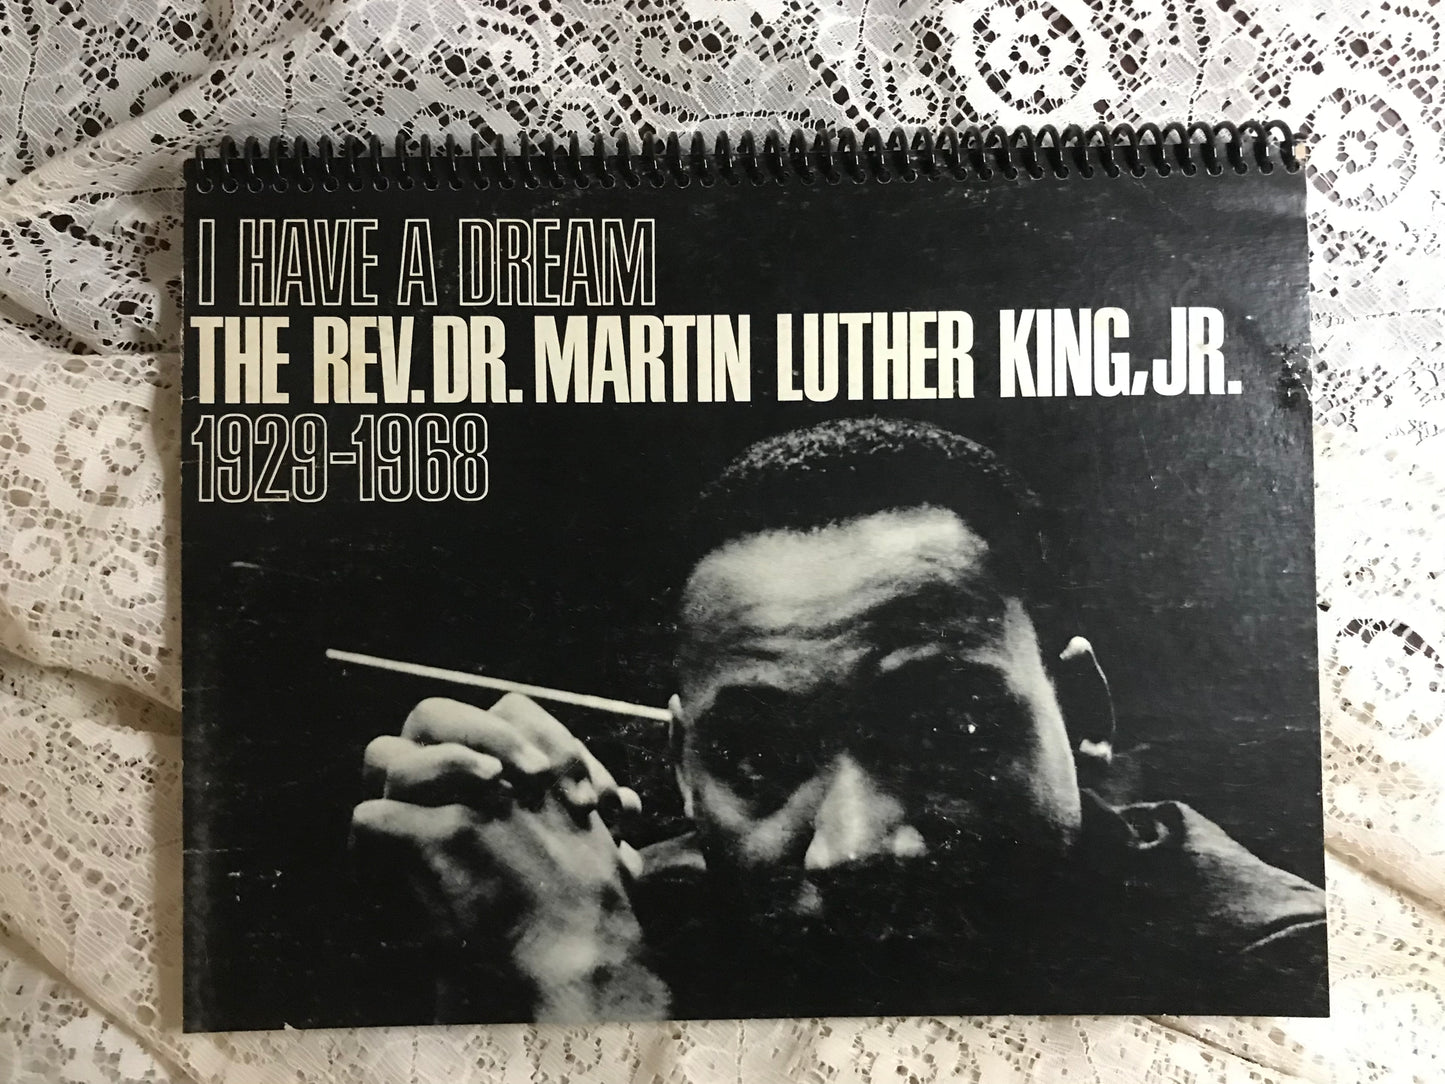 I HAVE A DREAM
THE REV. DR. MARTIN LUTHER KING, JR.
1929-1968